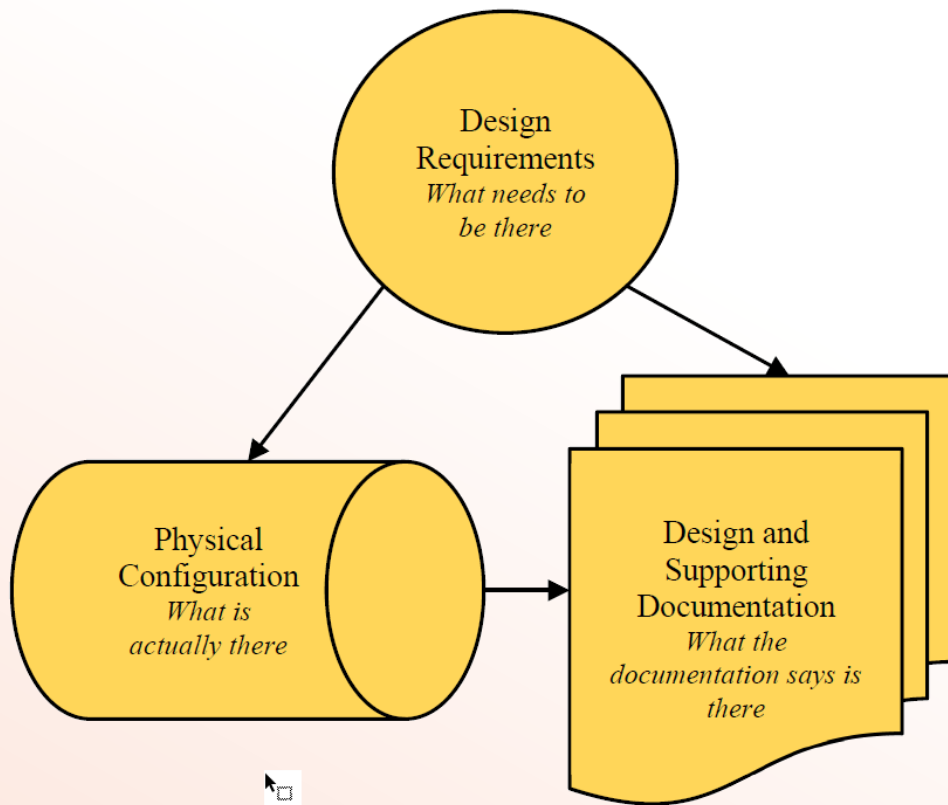 Design
Requirements
What needs to
be there
Physical
Configuration
What is
actually there
Design and
Supporting
Documentation
What the
documentation says is
there